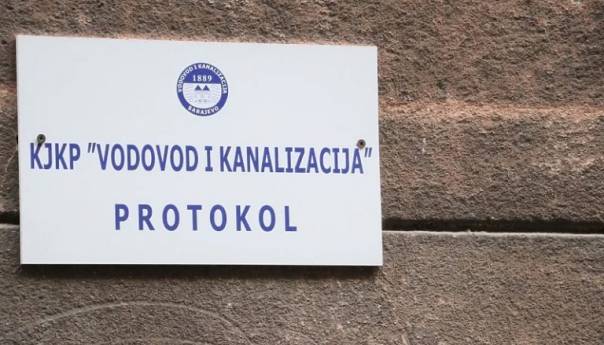 VODOVOD I KANALIZACIJA
1889
SARAJEVO
KJKP "VODOVOD I KANALIZACIJA"
PROTOKOL